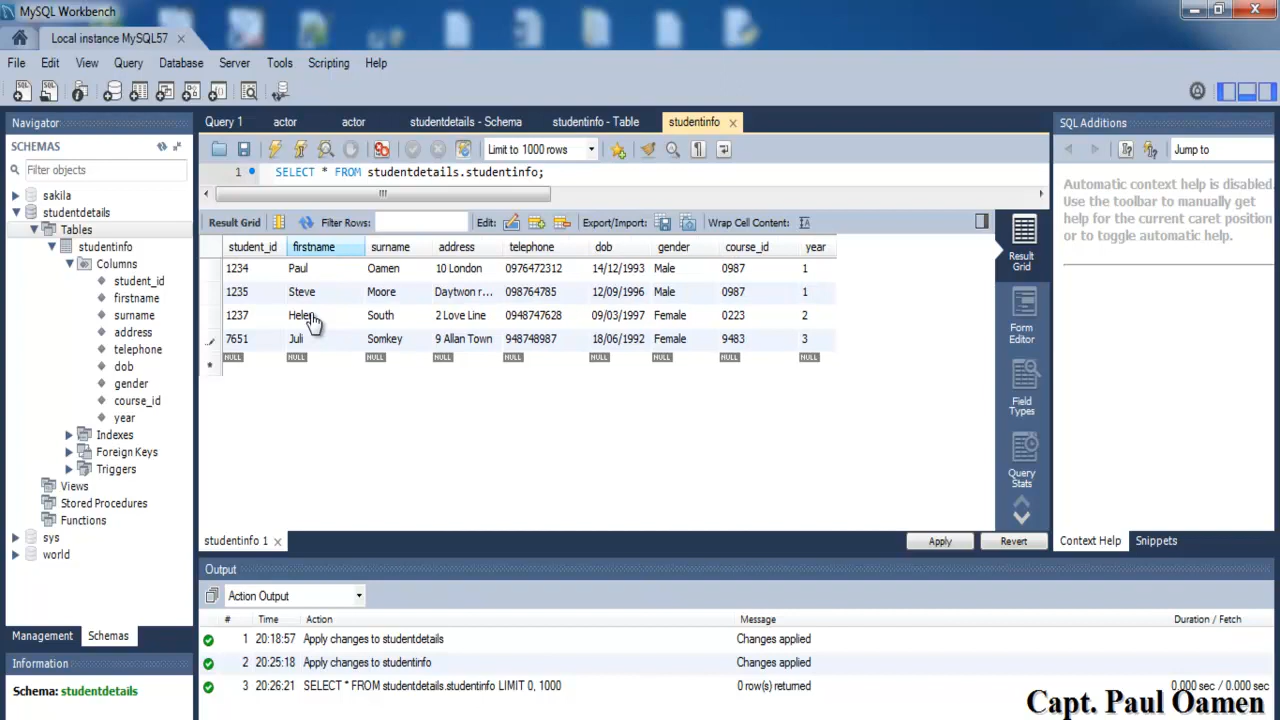 MySQL Workbench
Local instance MySQL57
File Edit View Query Database Server Tools Scripting Help
Navigator
SCHEMAS
Filter objects
sakila
studentdetails
Tables
studentinfo
Columns
student_id
firstname
surname
address
telephone
dob
gender
course_id
year
Indexes
Foreign Keys
Triggers
Views
Stored Procedures
Functions
sys
world
Management Schemas
Information
Schema: studentdetails
Query 1 actor actor studentdetails - Schema studentinfo - Table studentinfo
Limit to 1000 rows
1 SELECT * FROM studentdetails.studentinfo;
Result Grid Filter Rows: Edit: Export/Import: Wrap Cell Content:
student_id firstname surname address telephone dob gender course_id year
1234 Paul Oamen 10 London 0976472312 14/12/1993 Male 0987 1
1235 Steve Moore Daytwon r... 098764785 12/09/1996 Male 0987 1
1237 Helen South 2 Love Line 0948747628 09/03/1997 Female 0223 2
7651 Juli Somkey 9 Allan Town 948748987 18/06/1992 Female 9483 3
NULL NULL NULL NULL NULL NULL NULL NULL NULL
Result Grid
Form Editor
Field Types
Query Stats
studentinfo 1 Apply Revert
SQL Additions
Jump to
Automatic context help is disabled.
Use the toolbar to manually get
help for the current caret position
or to toggle automatic help.
Context Help Snippets
Output
Action Output
# Time Action Message Duration / Fetch
1 20:18:57 Apply changes to studentdetails Changes applied
2 20:25:18 Apply changes to studentinfo Changes applied
3 20:26:21 SELECT * FROM studentdetails.studentinfo LIMIT 0, 1000 0 row(s) returned 0.000 sec / 0.000 sec
Capt. Paul Oamen